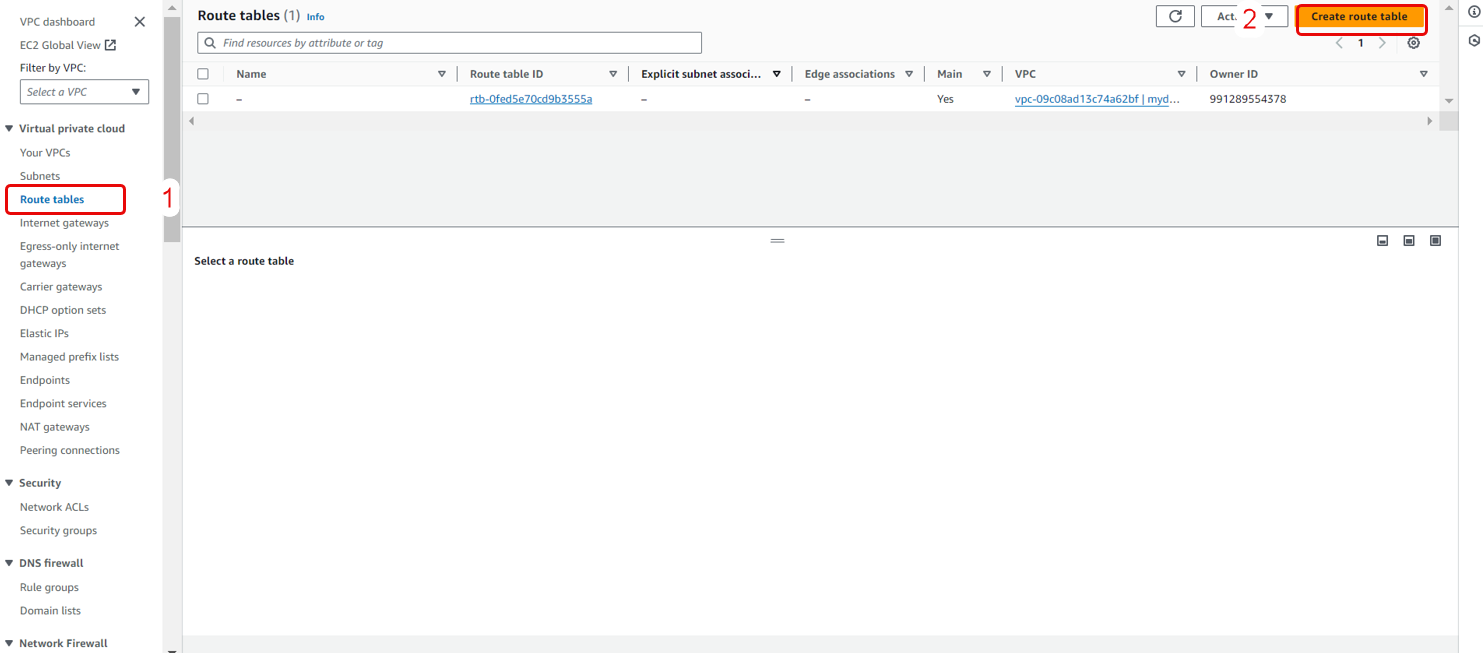 VPC dashboard
EC2 Global View
Filter by VPC:
Select a VPC
Virtual private cloud
Your VPCs
Subnets
Route tables
1
Internet gateways
Egress-only internet
gateways
Carrier gateways
DHCP option sets
Elastic IPs
Managed prefix lists
Endpoints
Endpoint services
NAT gateways
Peering connections
Security
Network ACLs
Security groups
DNS firewall
Rule groups
Domain lists
Network Firewall
Route tables (1) Info
Act. 2 Create route table
Find resources by attribute or tag
1
Name Route table ID Explicit subnet associ... Edge associations Main VPC Owner ID
– rtb-0fed5e70cd9b3555a – – Yes vpc-09c08ad13c74a62bf | myd... 991289554378
Select a route table